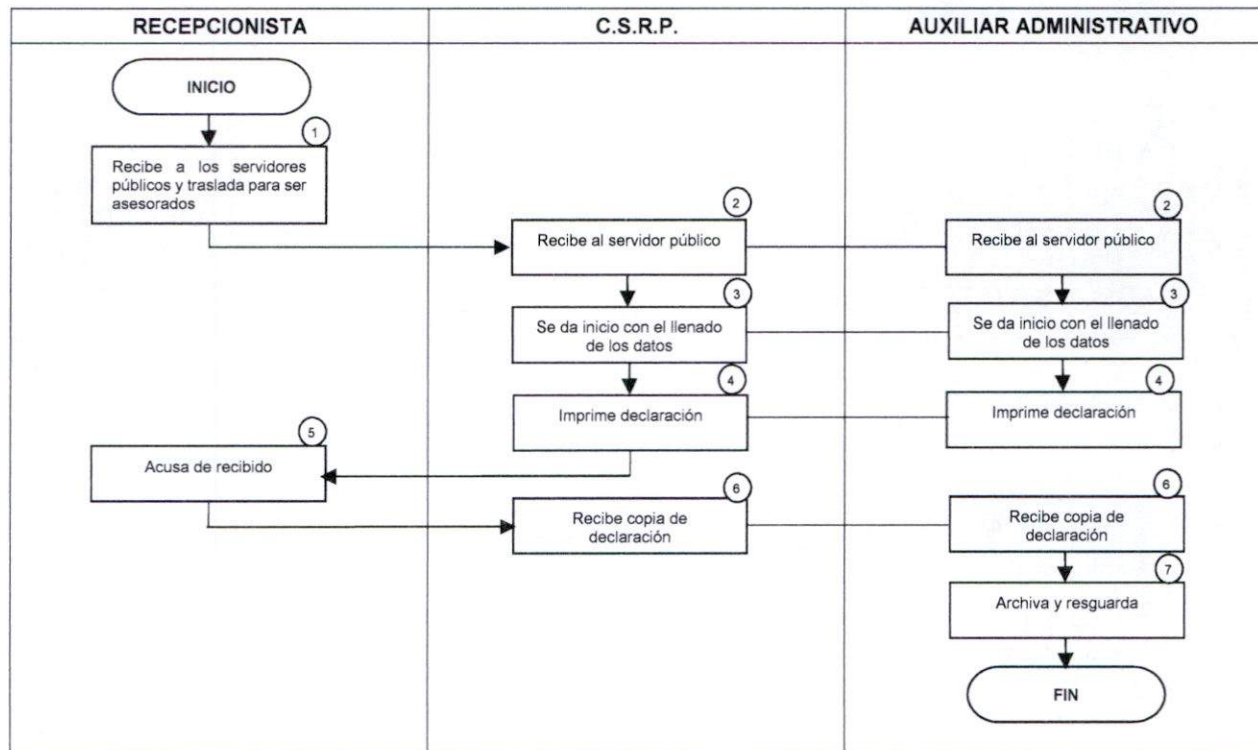 RECEPCIONISTA
C.S.R.P.
AUXILIAR ADMINISTRATIVO
INICIO
1
Recibe a los servidores
públicos y traslada para ser
asesorados
2
Recibe al servidor público
2
Recibe al servidor público
3
Se da inicio con el llenado
de los datos
3
Se da inicio con el llenado
de los datos
4
Imprime declaración
4
Imprime declaración
5
Acusa de recibido
6
Recibe copia de
declaración
6
Recibe copia de
declaración
7
Archiva y resguarda
FIN